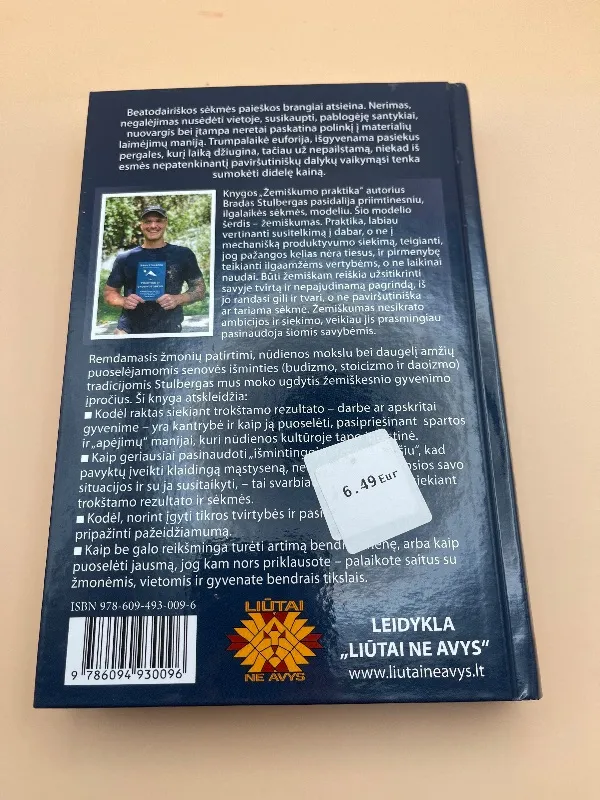 Beatodairiškos sėkmės paieškos brangiai atsieina. Nerimas,
negalėjimas nusėdėti vietoje, susikaupti, pablogėję santykiai,
nuovargis bei įtampa neretai paskatina polinkį į materialių
laimėjimų maniją. Trumpalaikė euforija, išgyvenama pasiekus
pergales, kurį laiką džiugina, tačiau už nepailstamą, niekad iš
esmės nepatenkinantį paviršutiniškų dalykų vaikymąsi tenka
sumokėti didelę kainą.
Knygos „Žemiškumo praktika“ autorius
Bradas Stulbergas pasidalija priimtinesniu,
ilgalaikės sėkmės, modeliu. Šio modelio
šerdis – žemiškumas. Praktika, labiau
vertinanti susitelkimą į dabar, o ne į
mechanišką produktyvumo siekimą, teigianti,
jog pažangos kelias nėra tiesus, ir pirmenybę
teikianti ilgaamžėms vertybėms, o ne laikinai
naudai. Būti žemiškam reiškia užsitikrinti
savyje tvirtą ir nepajudinamą pagrindą, iš
jo randasi gili ir tvari, o ne paviršutiniška
ar tariama sėkmė. Žemiškumas nesikrato
ambicijos ir siekimo, veikiau jis prasmingiau
pasinaudoja šiomis savybėmis.
Remdamasis žmonių patirtimi, nūdienos mokslu bei daugelį amžių
puoselėjamomis senovės išminties (budizmo, stoicizmo ir daoizmo)
tradicijomis Stulbergas mus moko ugdytis žemiškesnio gyvenimo
įpročius. Ši knyga atskleidžia:
■ Kodėl raktas siekiant trokštamo rezultato – darbe ar apskritai
gyvenime – yra kantrybė ir kaip ją puoselėti, pasipriešinant spartos
ir „apėjimų“ manijai, kuri nūdienos kultūroje tapo
■ Kaip geriausiai pasinaudoti kad
pavyktų įveikti klaidingą mąstyseną, savo
situacijos ir su ja susitaikyti, – tai siekiant
trokštamo rezultato ir sėkmės.
■ Kodėl, norint įgyti tikros tvirtybės ir
pripažinti pažeidžiamumą.
■ Kaip be galo reikšminga turėti artimą arba kaip
puoselėti jausmą, jog kam nors priklausote – palaikote saitus su
žmonėmis, vietomis ir gyvenate bendrais tikslais.
6.49 Eur
ISBN 978-609-493-009-6
9 786094 930096
LIŪTAI
NE AVYS
LEIDYKLA
„LIŪTAI NE AVYS“
www.liutaineavys.lt